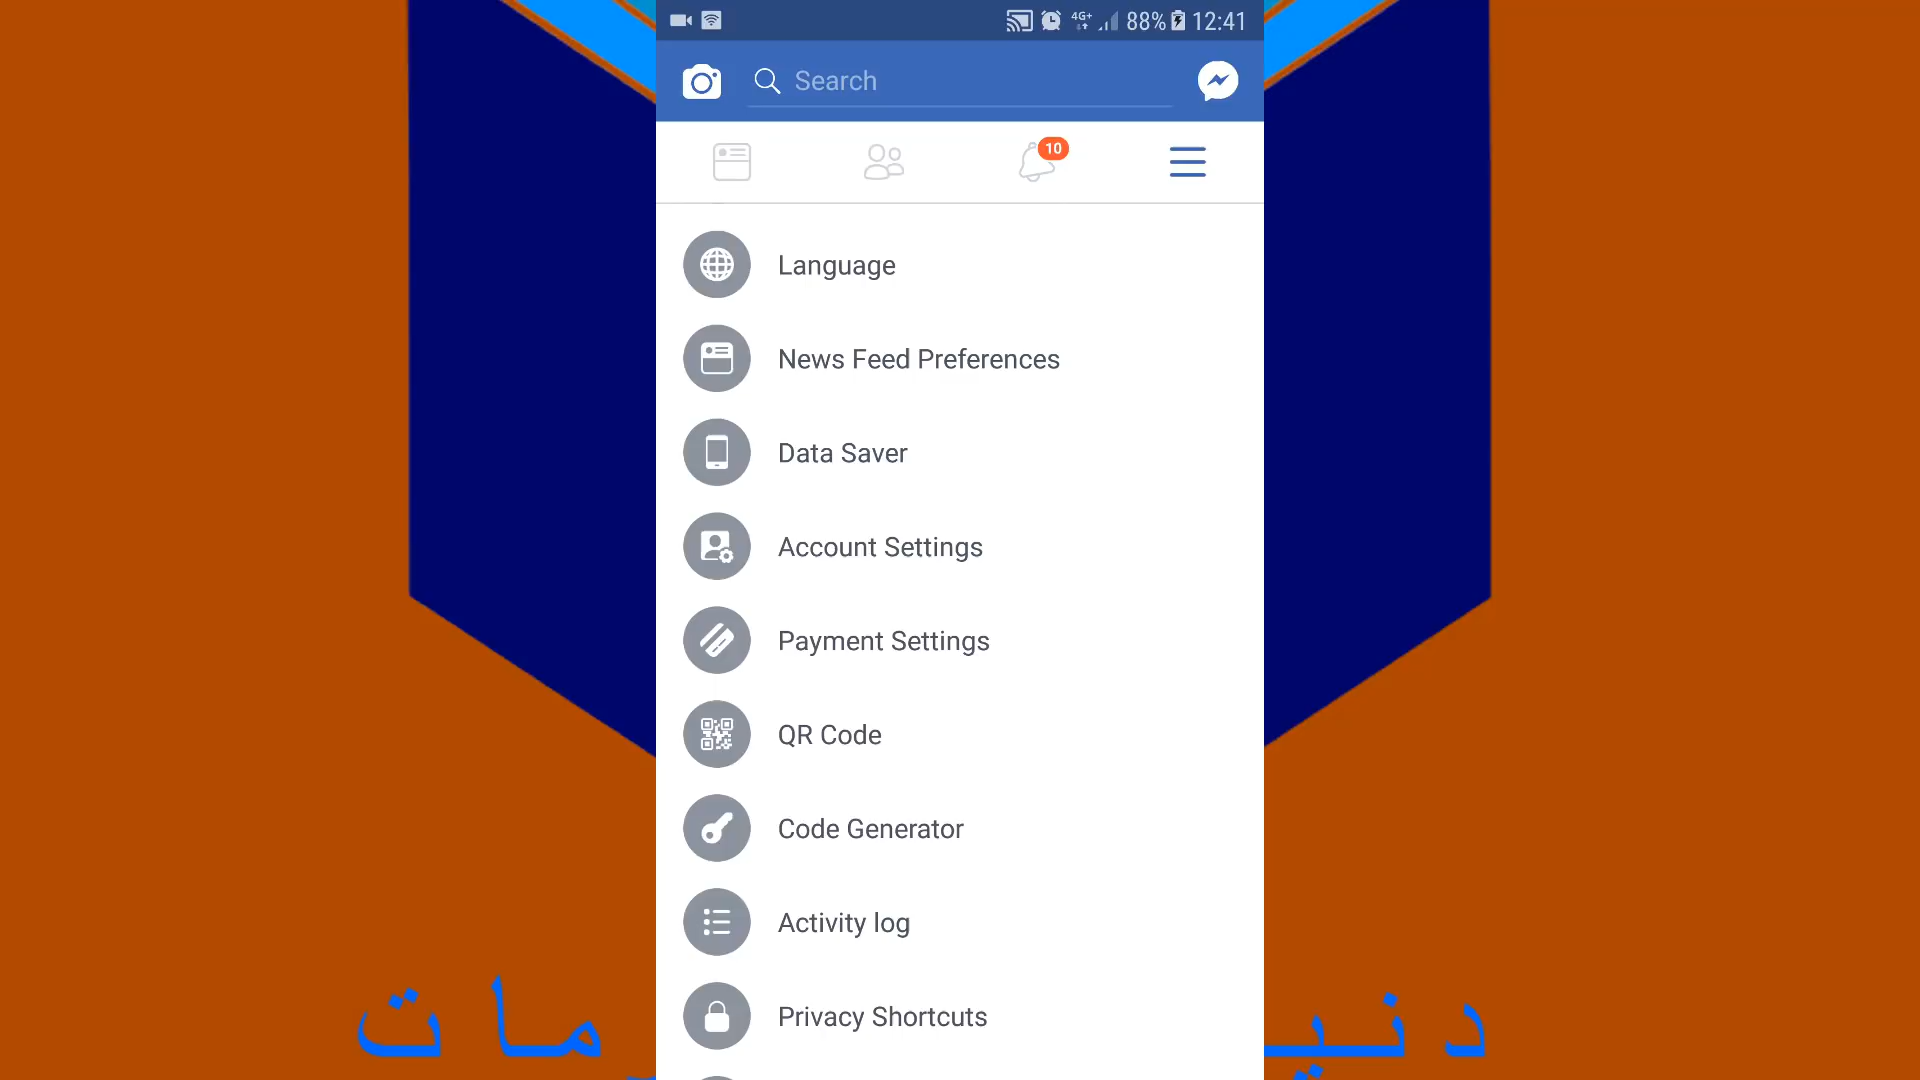 4G+ 88% 12:41
Search
10
Language
News Feed Preferences
Data Saver
Account Settings
Payment Settings
QR Code
Code Generator
Activity log
Privacy Shortcuts